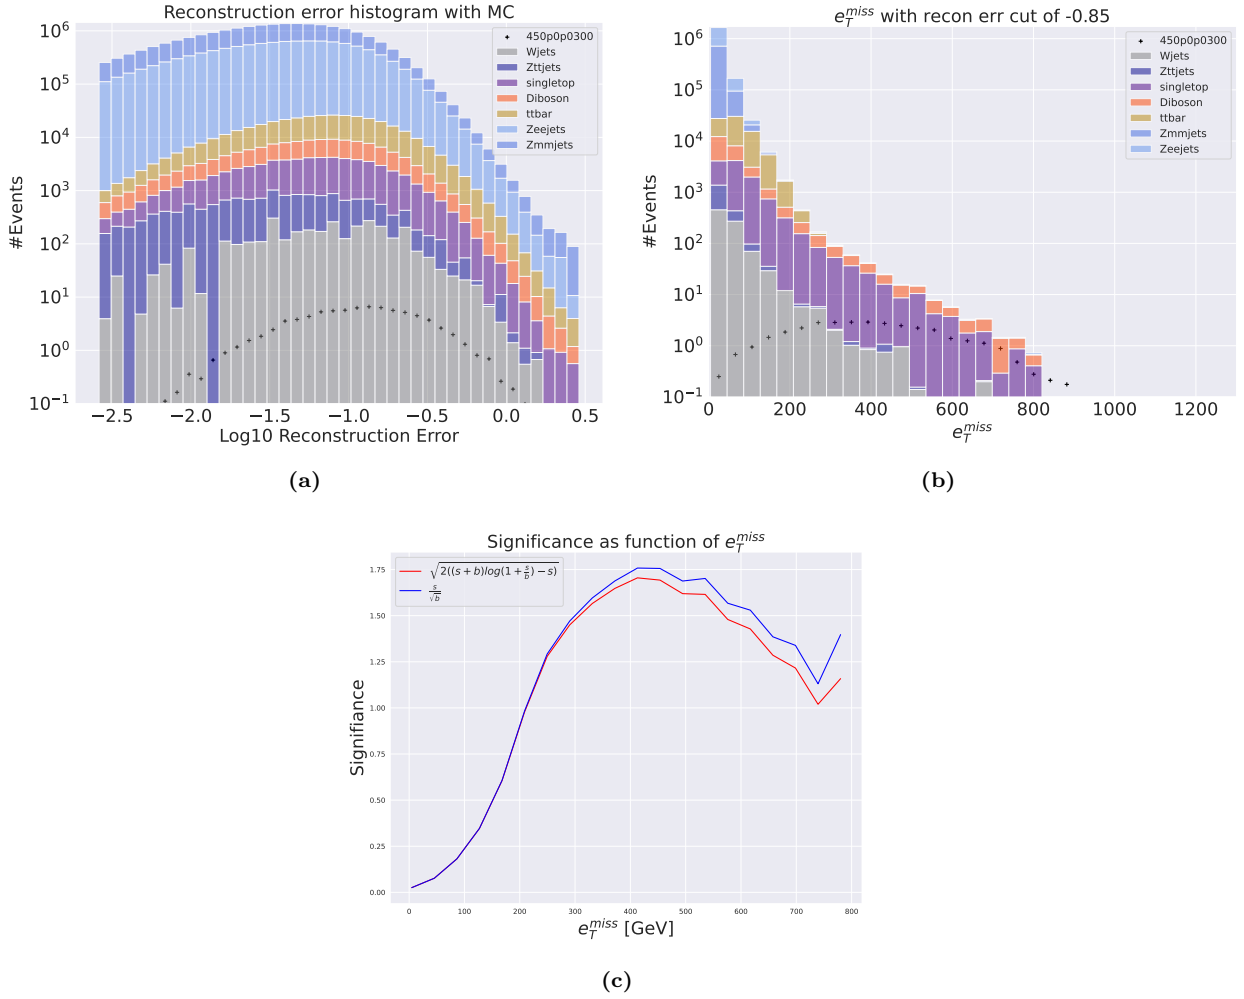 Reconstruction error histogram with MC
#Events
10^6
10^5
10^4
10^3
10^2
10^1
10^0
10^−1
450p0p0300
Wjets
Zttjets
singletop
Diboson
ttbar
Zeejets
Zmmjets
−2.5 −2.0 −1.5 −1.0 −0.5 0.0 0.5
Log10 Reconstruction Error
(a)
e_T^{miss} with recon err cut of -0.85
#Events
10^6
10^5
10^4
10^3
10^2
10^1
10^0
10^−1
450p0p0300
Wjets
Zttjets
singletop
Diboson
ttbar
Zmmjets
Zeejets
0 200 400 600 800 1000 1200
e_T^{miss}
(b)
Significance as function of e_T^{miss}
√2((s + b)log(1 + s/b) − s)
s/√b
Signifiance
1.75
1.50
1.25
1.00
0.75
0.50
0.25
0.00
0 100 200 300 400 500 600 700 800
e_T^{miss} [GeV]
(c)